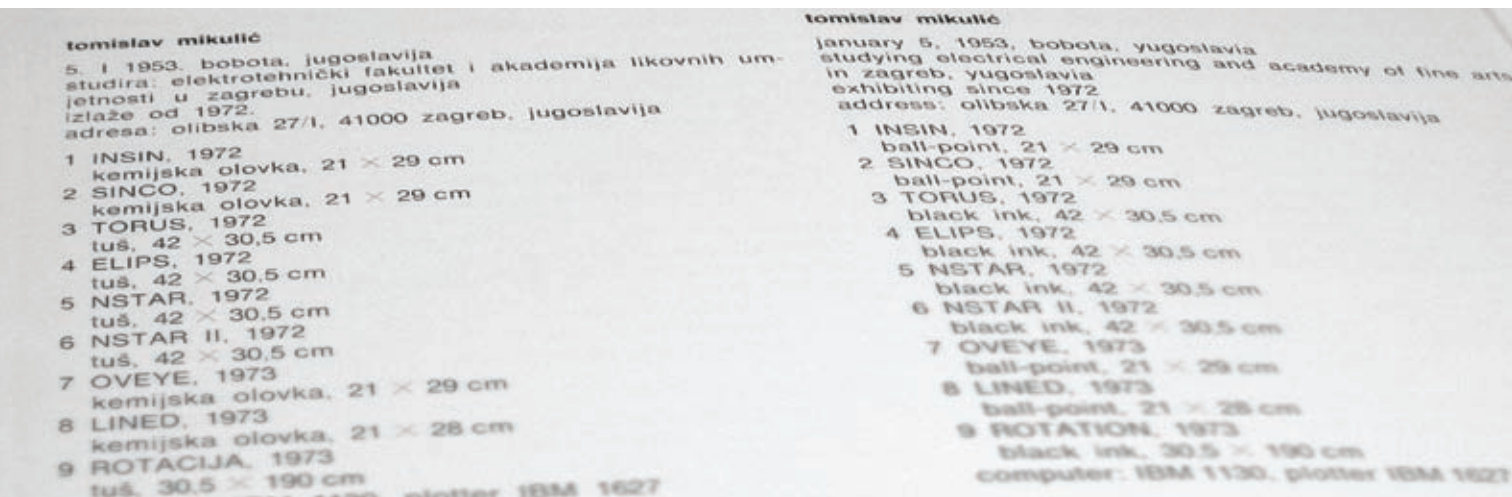 tomislav mikulić
5. I 1953. bobota, jugoslavija
studira: elektrotehnički fakultet i akademija likovnih um-
jetnosti u zagrebu, jugoslavija
izlaže od 1972.
adresa: olibska 27/I, 41000 zagreb, jugoslavija
1 INSIN, 1972
kemijska olovka, 21 × 29 cm
2 SINCO, 1972
kemijska olovka, 21 × 29 cm
3 TORUS, 1972
tuš, 42 × 30,5 cm
4 ELIPS, 1972
tuš, 42 × 30,5 cm
5 NSTAR, 1972
tuš, 42 × 30,5 cm
6 NSTAR II, 1972
tuš, 42 × 30,5 cm
7 OVEYE, 1973
kemijska olovka, 21 × 29 cm
8 LINED, 1973
kemijska olovka, 21 × 28 cm
9 ROTACIJA, 1973
tuš, 30,5 × 190 cm
1130, plotter IBM 1627
tomislav mikulić
january 5, 1953, bobota, yugoslavia
studying electrical engineering and academy of fine arts
in zagreb, yugoslavia
exhibiting since 1972
address: olibska 27/I, 41000 zagreb, jugoslavija
1 INSIN, 1972
ball-point, 21 × 29 cm
2 SINCO, 1972
ball-point, 21 × 29 cm
3 TORUS, 1972
black ink, 42 × 30,5 cm
4 ELIPS, 1972
black ink, 42 × 30,5 cm
5 NSTAR, 1972
black ink, 42 × 30,5 cm
6 NSTAR II, 1972
black ink, 42 × 30,5 cm
7 OVEYE, 1973
ball-point, 21 × 29 cm
8 LINED, 1973
ball-point, 21 × 28 cm
9 ROTATION, 1973
black ink, 30,5 × 190 cm
computer: IBM 1130, plotter IBM 1627